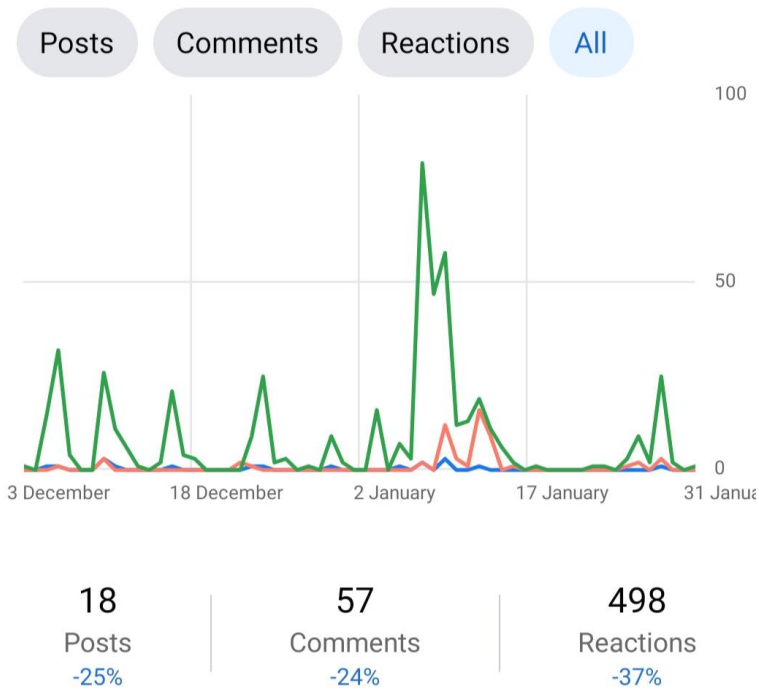 Posts Comments Reactions All
100
50
0
3 December 18 December 2 January 17 January 31 Janua
18 57 498
Posts Comments Reactions
-25% -24% -37%